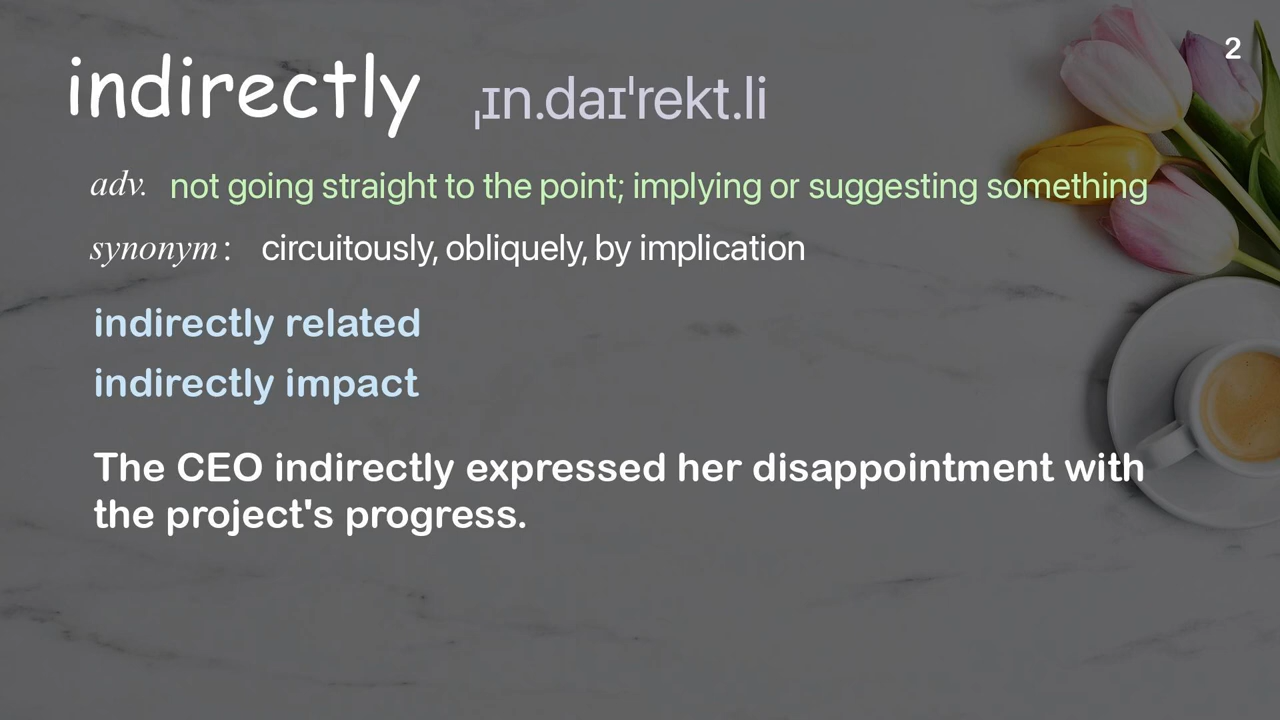 2
indirectly ˌɪn.daɪˈrekt.li
adv. not going straight to the point; implying or suggesting something
synonym: circuitously, obliquely, by implication
indirectly related
indirectly impact
The CEO indirectly expressed her disappointment with
the project's progress.